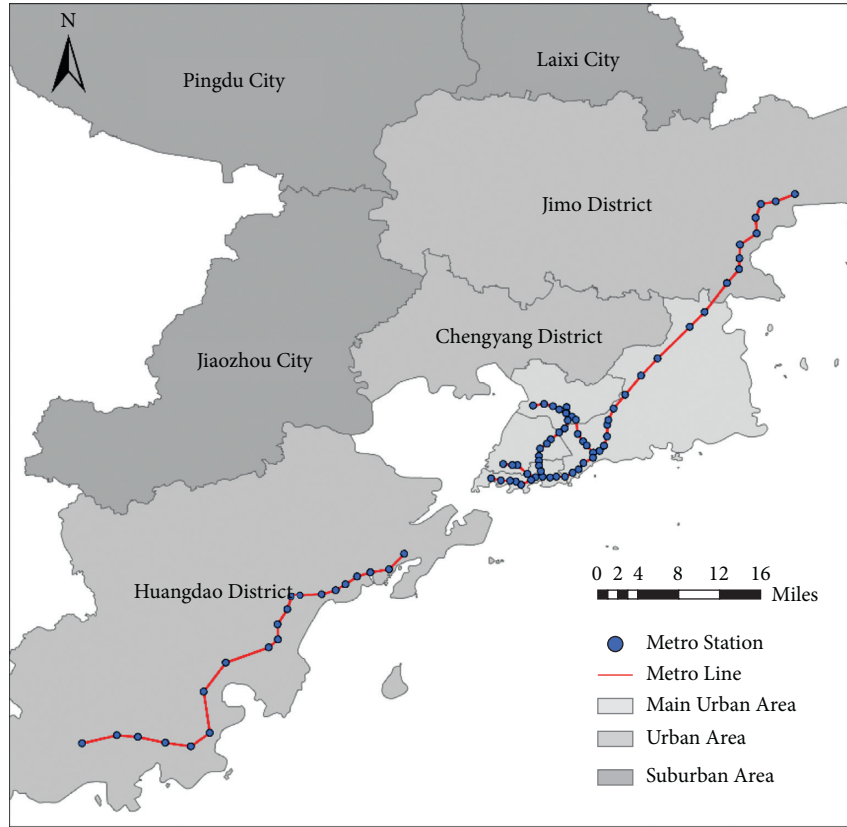 N
Laixi City
Pingdu City
Jimo District
Chengyang District
Jiaozhou City
Huangdao District
0 2 4 8 12 16
Miles
Metro Station
Metro Line
Main Urban Area
Urban Area
Suburban Area